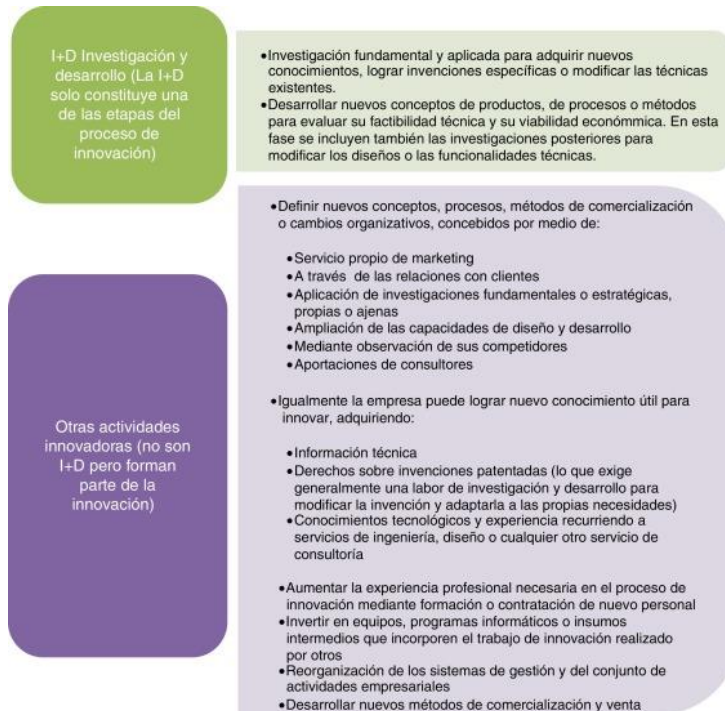 I+D Investigación y
desarrollo (La I+D
solo constituye una
de las etapas del
proceso de
innovación)
•Investigación fundamental y aplicada para adquirir nuevos
conocimientos, lograr invenciones específicas o modificar las técnicas
existentes.
•Desarrollar nuevos conceptos de productos, de procesos o métodos
para evaluar su factibilidad técnica y su viabilidad econímmica. En esta
fase se incluyen también las investigaciones posteriores para
modificar los diseños o las funcionalidades técnicas.
Otras actividades
innovadoras (no son
I+D pero forman
parte de la
innovación)
•Definir nuevos conceptos, procesos, métodos de comercialización
o cambios organizativos, concebidos por medio de:
•Servicio propio de marketing
•A través de las relaciones con clientes
•Aplicación de investigaciones fundamentales o estratégicas,
propias o ajenas
•Ampliación de las capacidades de diseño y desarrollo
•Mediante observación de sus competidores
•Aportaciones de consultores
•Igualmente la empresa puede lograr nuevo conocimiento útil para
innovar, adquiriendo:
•Información técnica
•Derechos sobre invenciones patentadas (lo que exige
generalmente una labor de investigación y desarrollo para
modificar la invención y adaptarla a las propias necesidades)
•Conocimientos tecnológicos y experiencia recurriendo a
servicios de ingeniería, diseño o cualquier otro servicio de
consultoría
•Aumentar la experiencia profesional necesaria en el proceso de
innovación mediante formación o contratación de nuevo personal
•Invertir en equipos, programas informáticos o insumos
intermedios que incorporen el trabajo de innovación realizado
por otros
•Reorganización de los sistemas de gestión y del conjunto de
actividades empresariales
•Desarrollar nuevos métodos de comercialización y venta